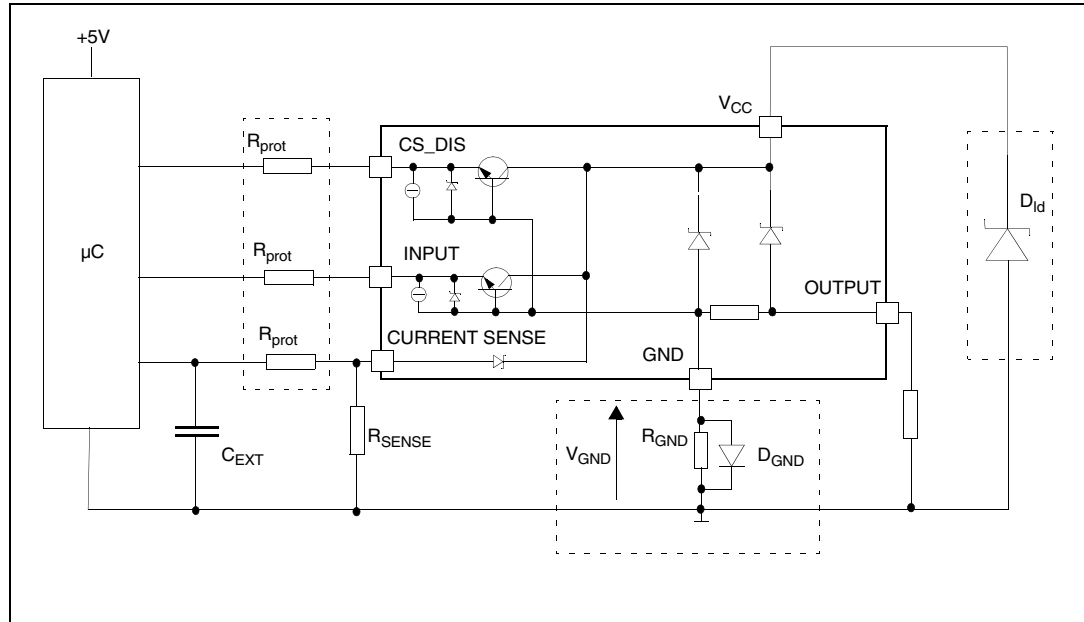 +5V
V_CC
R_prot
CS_DIS
D_ld
µC
R_prot
INPUT
OUTPUT
R_prot
CURRENT SENSE
GND
R_SENSE
C_EXT
V_GND
R_GND
D_GND